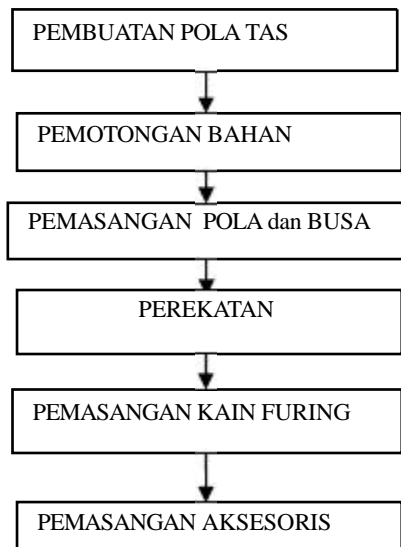 PEMBUATAN POLA TAS
PEMOTONGAN BAHAN
PEMASANGAN POLA dan BUSA
PEREKATAN
PEMASANGAN KAIN FURING
PEMASANGAN AKSESORIS